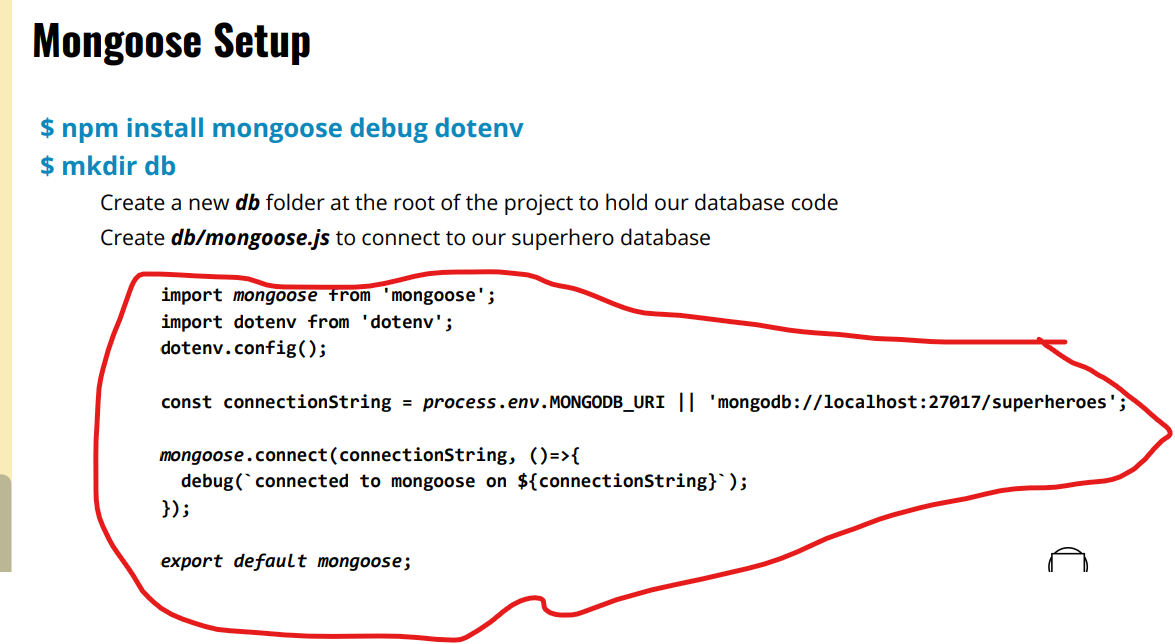 Mongoose Setup
$ npm install mongoose debug dotenv
$ mkdir db
Create a new db folder at the root of the project to hold our database code
Create db/mongoose.js to connect to our superhero database
import mongoose from 'mongoose';
import dotenv from 'dotenv';
dotenv.config();
const connectionString = process.env.MONGODB_URI || 'mongodb://localhost:27017/superheroes';
mongoose.connect(connectionString, ()=>{
debug(`connected to mongoose on ${connectionString}`);
});
export default mongoose;